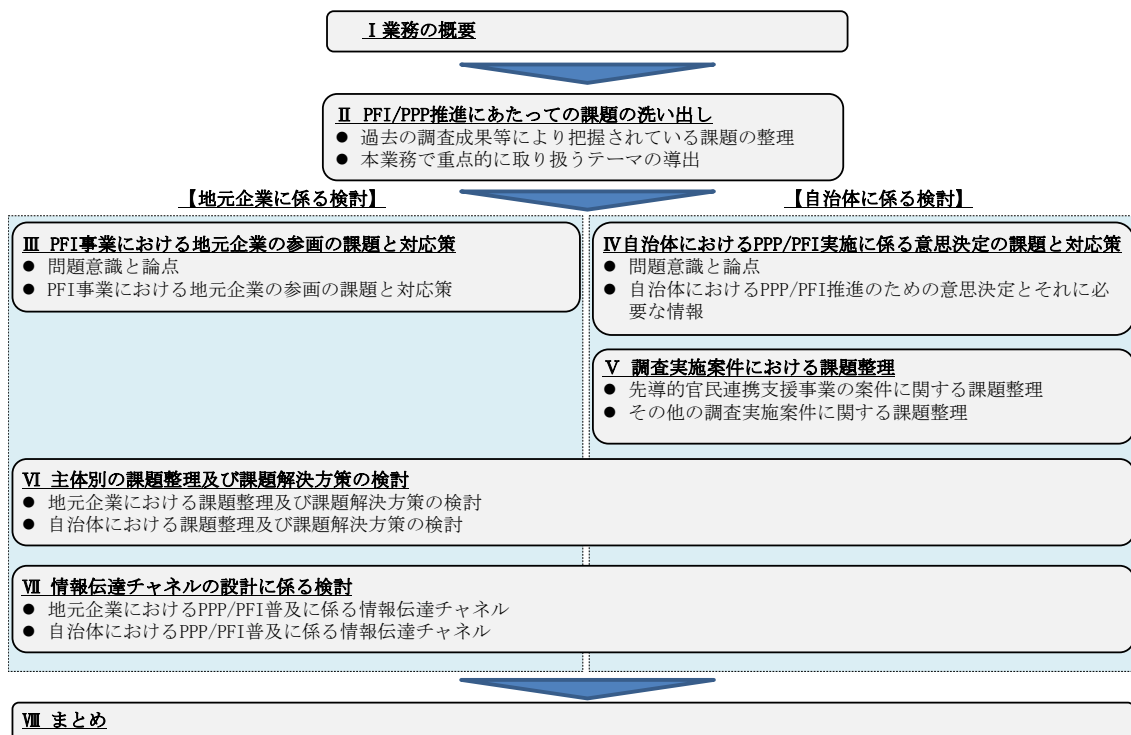 Ⅰ業務の概要
Ⅱ PFI/PPP推進にあたっての課題の洗い出し
● 過去の調査成果等により把握されている課題の整理
● 本業務で重点的に取り扱うテーマの導出
【地元企業に係る検討】
【自治体に係る検討】
Ⅲ PFI事業における地元企業の参画の課題と対応策
● 問題意識と論点
● PFI事業における地元企業の参画の課題と対応策
Ⅳ自治体におけるPPP/PFI実施に係る意思決定の課題と対応策
● 問題意識と論点
● 自治体におけるPPP/PFI推進のための意思決定とそれに必
要な情報
Ⅴ 調査実施案件における課題整理
● 先導的官民連携支援事業の案件に関する課題整理
● その他の調査実施案件に関する課題整理
Ⅵ 主体別の課題整理及び課題解決方策の検討
● 地元企業における課題整理及び課題解決方策の検討
● 自治体における課題整理及び課題解決方策の検討
Ⅶ 情報伝達チャネルの設計に係る検討
● 地元企業におけるPPP/PFI普及に係る情報伝達チャネル
● 自治体におけるPPP/PFI普及に係る情報伝達チャネル
Ⅷ まとめ